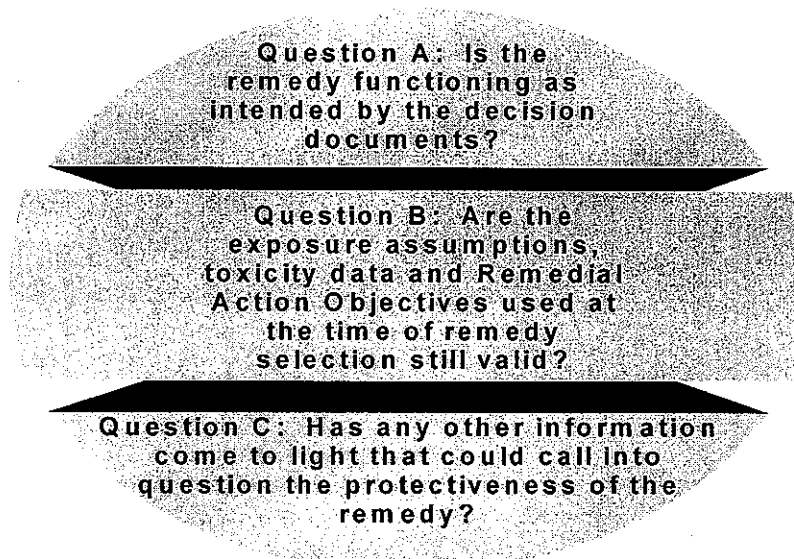 Question A: Is the
remedy functioning as
intended by the decision
documents?
Question B: Are the
exposure assumptions,
toxicity data and Remedial
Action Objectives used at
the time of remedy
selection still valid?
Question C: Has any other information
come to light that could call into
question the protectiveness of the
remedy?